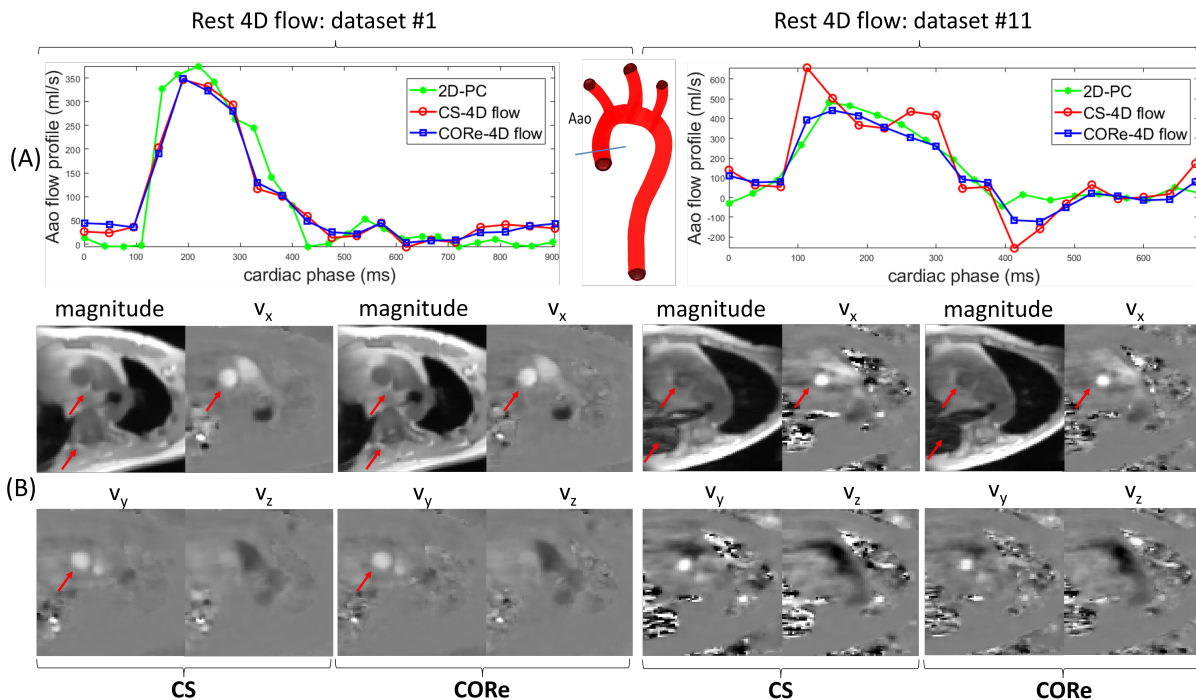 Rest 4D flow: dataset #1
Rest 4D flow: dataset #11
(A)
Aao flow profile (ml/s)
350
300
250
200
150
100
50
0
0 100 200 300 400 500 600 700 800 900
cardiac phase (ms)
2D-PC
CS-4D flow
CORe-4D flow
Aao
Aao flow profile (ml/s)
600
500
400
300
200
100
0
-100
-200
0 100 200 300 400 500 600
cardiac phase (ms)
2D-PC
CS-4D flow
CORe-4D flow
(B)
magnitude vx magnitude vx magnitude vx magnitude vx
vy vz vy vz vy vz vy vz
CS CORe CS CORe